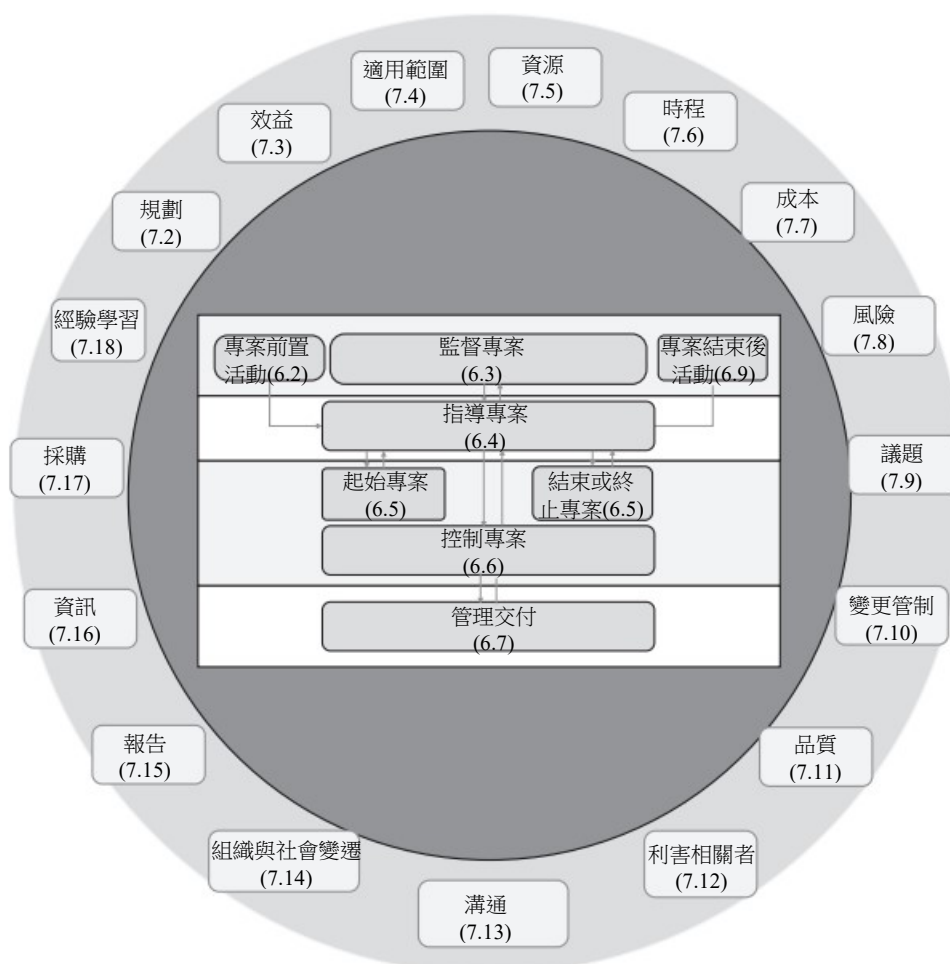 適用範圍
(7.4)
資源
(7.5)
效益
(7.3)
時程
(7.6)
規劃
(7.2)
成本
(7.7)
經驗學習
(7.18)
風險
(7.8)
專案前置
活動(6.2)
監督專案
(6.3)
專案結束後
活動(6.9)
指導專案
(6.4)
採購
(7.17)
議題
(7.9)
起始專案
(6.5)
結束或終
止專案(6.5)
控制專案
(6.6)
資訊
(7.16)
管理交付
(6.7)
變更管制
(7.10)
報告
(7.15)
品質
(7.11)
組織與社會變遷
(7.14)
利害相關者
(7.12)
溝通
(7.13)